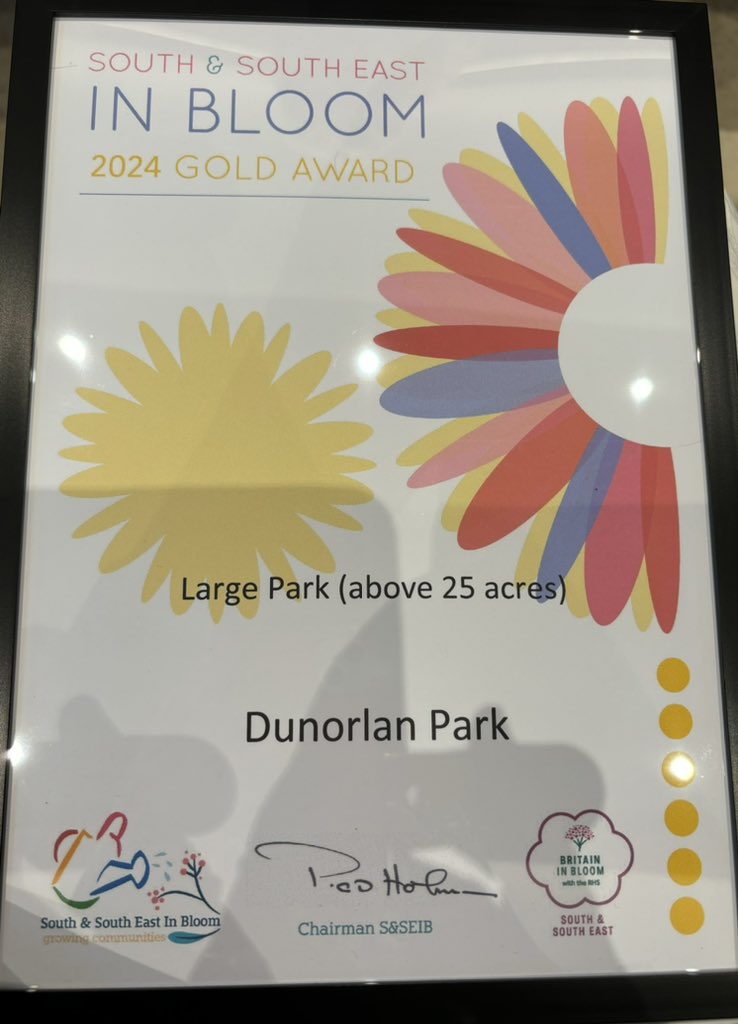 SOUTH & SOUTH EAST
IN BLOOM
2024 GOLD AWARD
Large Park (above 25 acres)
Dunorlan Park
South & South East In Bloom
growing communities
Chairman S&SEIB
BRITAIN
IN BLOOM
with the RHS
SOUTH &
SOUTH EAST